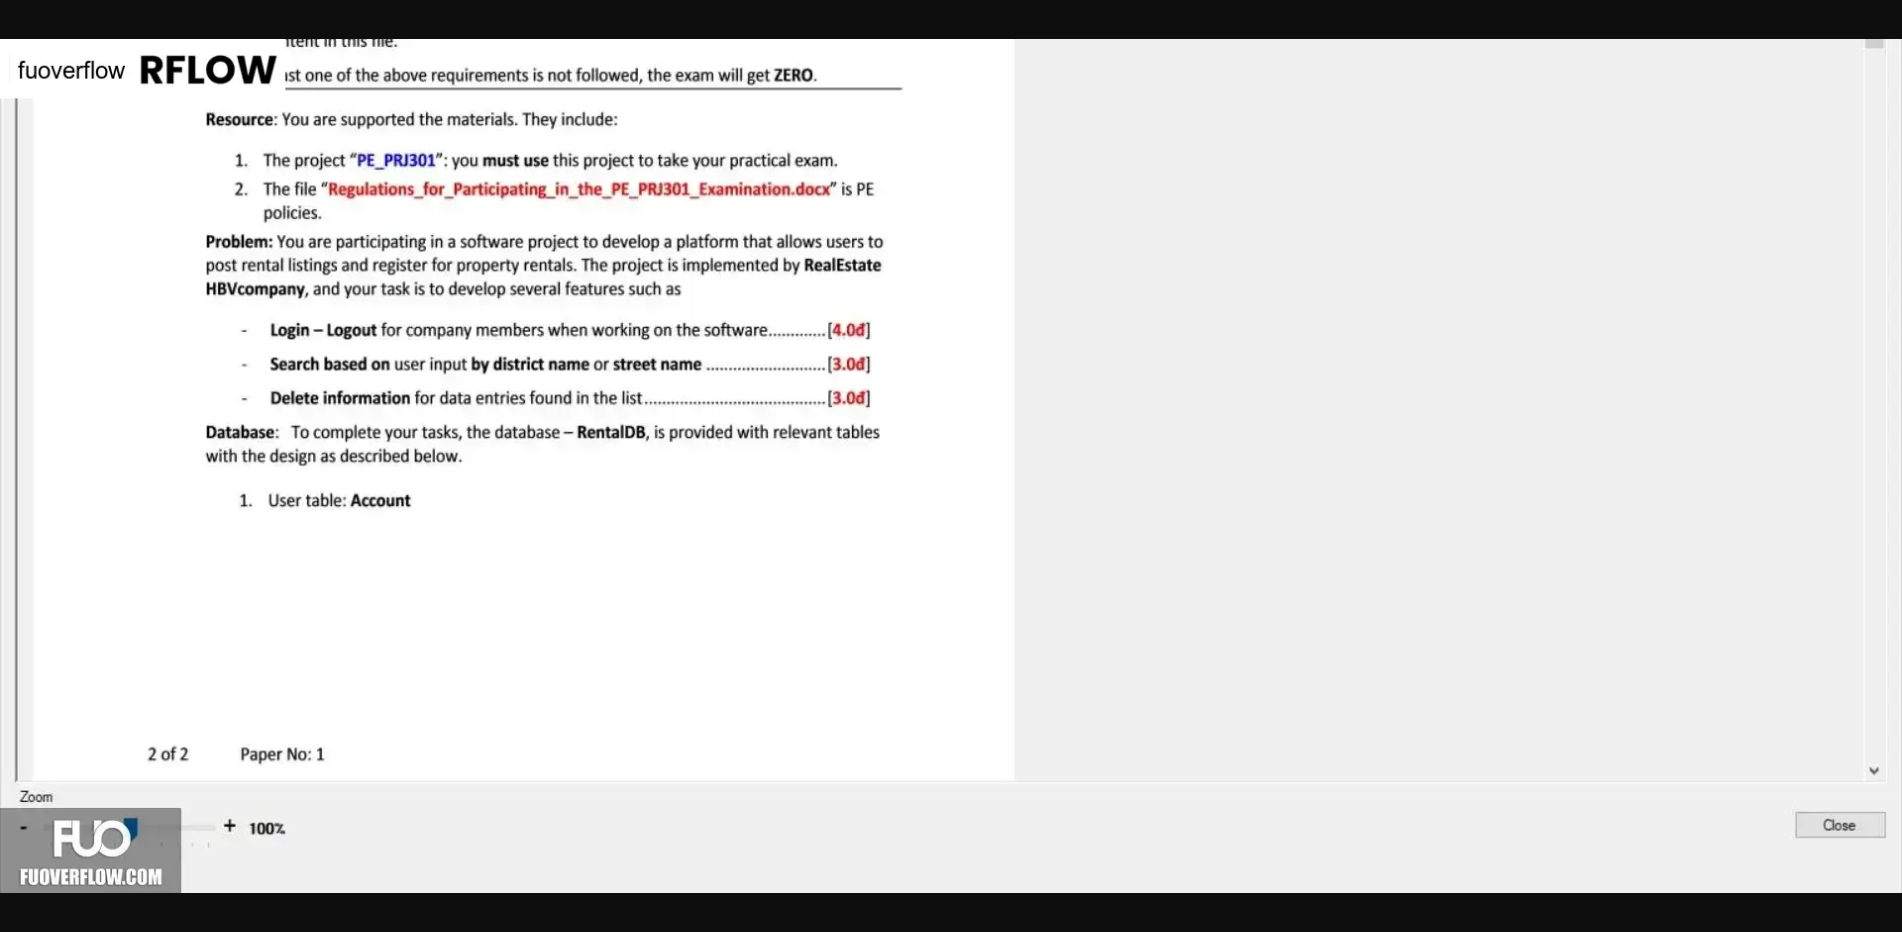 ntent in this file.
fuoverflow RFLOW
st one of the above requirements is not followed, the exam will get ZERO.
Resource: You are supported the materials. They include:
1. The project “PE_PRJ301”: you must use this project to take your practical exam.
2. The file “Regulations_for_Participating_in_the_PE_PRJ301_Examination.docx” is PE
policies.
Problem: You are participating in a software project to develop a platform that allows users to
post rental listings and register for property rentals. The project is implemented by RealEstate
HBVcompany, and your task is to develop several features such as
- Login – Logout for company members when working on the software.............[4.0đ]
- Search based on user input by district name or street name ...........................[3.0đ]
- Delete information for data entries found in the list.........................................[3.0đ]
Database: To complete your tasks, the database – RentalDB, is provided with relevant tables
with the design as described below.
1. User table: Account
2 of 2 Paper No: 1
Zoom
- + 100%
Close
FUO
FUOVERFLOW.COM